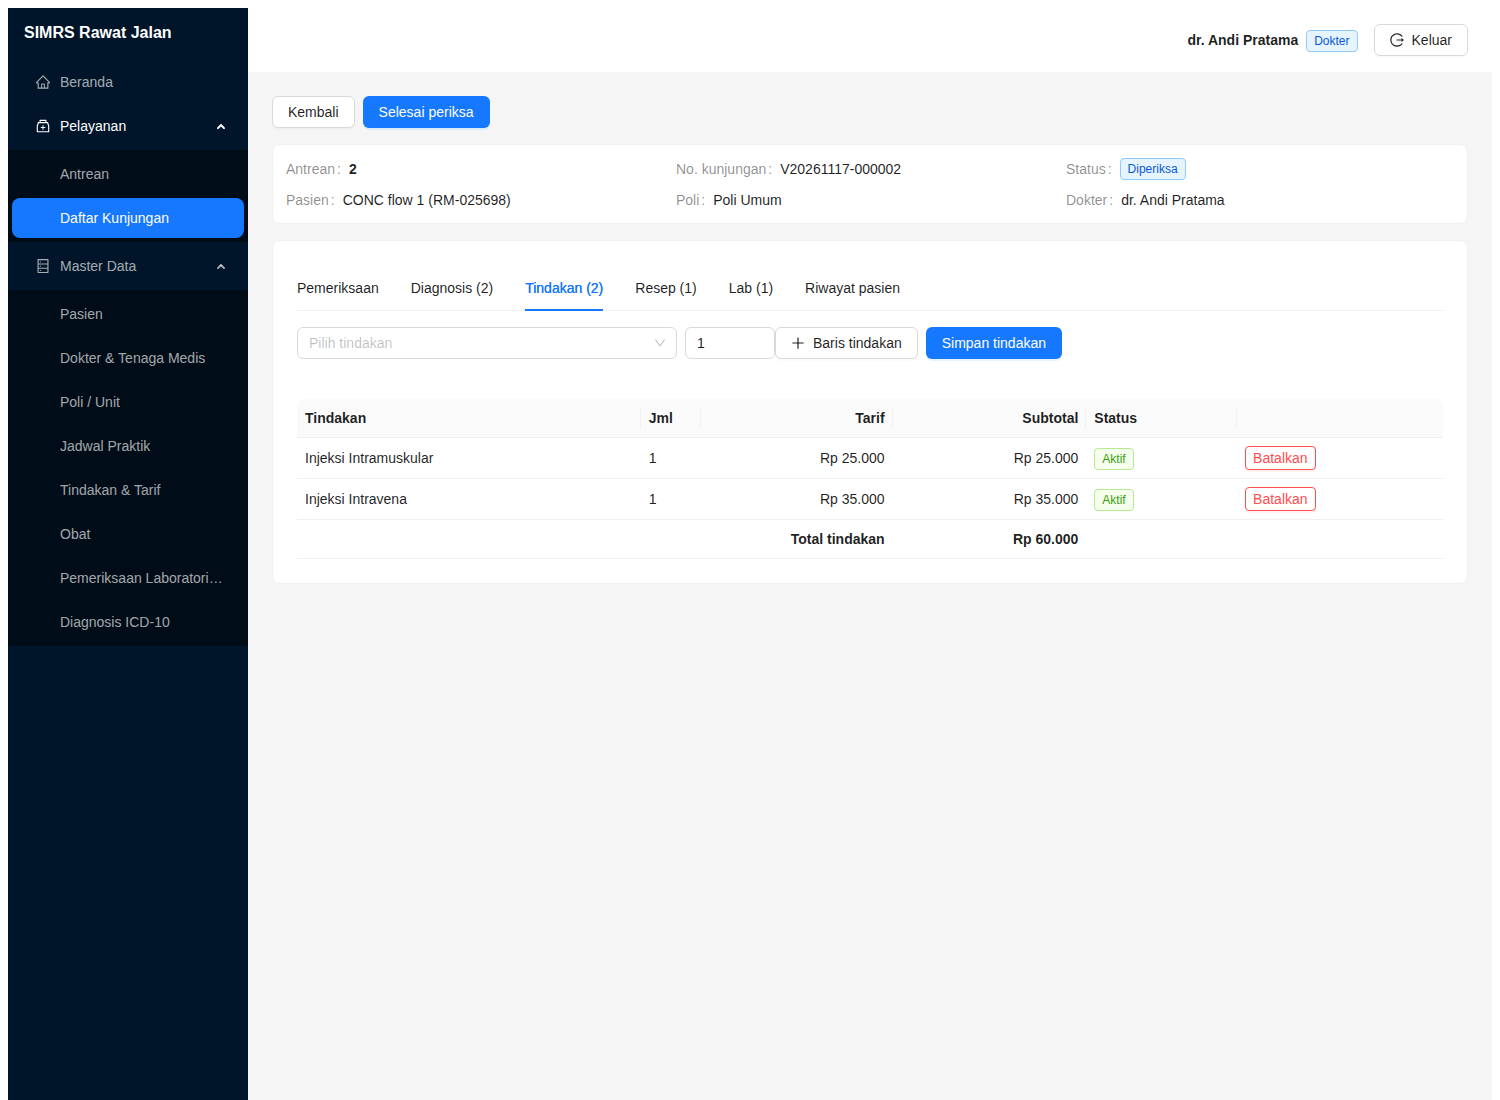 SIMRS Rawat Jalan
dr. Andi Pratama Dokter Keluar
Beranda
Pelayanan
Antrean
Daftar Kunjungan
Master Data
Pasien
Dokter & Tenaga Medis
Poli / Unit
Jadwal Praktik
Tindakan & Tarif
Obat
Pemeriksaan Laboratori…
Diagnosis ICD-10
Kembali Selesai periksa
Antrean : 2 No. kunjungan : V20261117-000002 Status : Diperiksa
Pasien : CONC flow 1 (RM-025698) Poli : Poli Umum Dokter : dr. Andi Pratama
Pemeriksaan Diagnosis (2) Tindakan (2) Resep (1) Lab (1) Riwayat pasien
Pilih tindakan 1 Baris tindakan Simpan tindakan
Tindakan Jml Tarif Subtotal Status
Injeksi Intramuskular 1 Rp 25.000 Rp 25.000 Aktif Batalkan
Injeksi Intravena 1 Rp 35.000 Rp 35.000 Aktif Batalkan
Total tindakan Rp 60.000